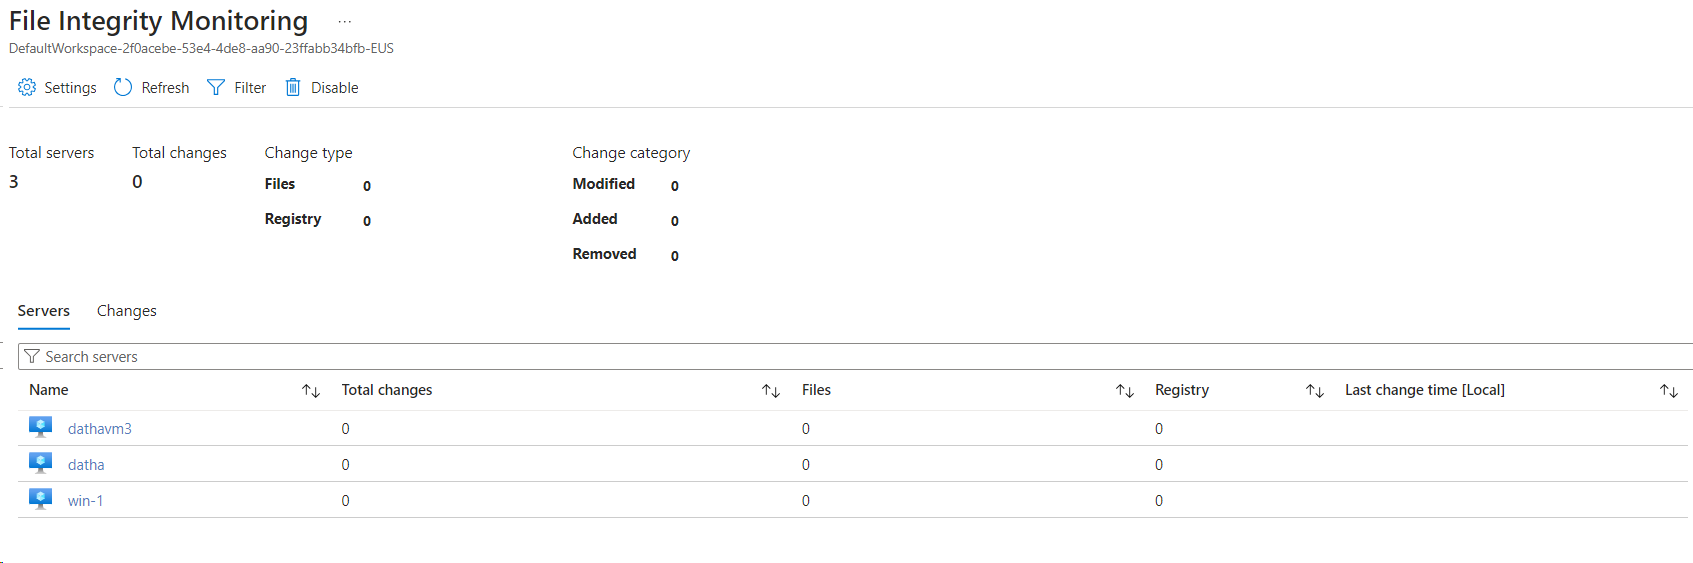 File Integrity Monitoring ...
DefaultWorkspace-2f0acebe-53e4-4de8-aa90-23ffabb34bfb-EUS
Settings Refresh Filter Disable
Total servers Total changes Change type Change category
3 0 Files 0 Modified 0
Registry 0 Added 0
Removed 0
Servers Changes
Search servers
Name Total changes Files Registry Last change time [Local]
dathavm3 0 0 0
datha 0 0 0
win-1 0 0 0